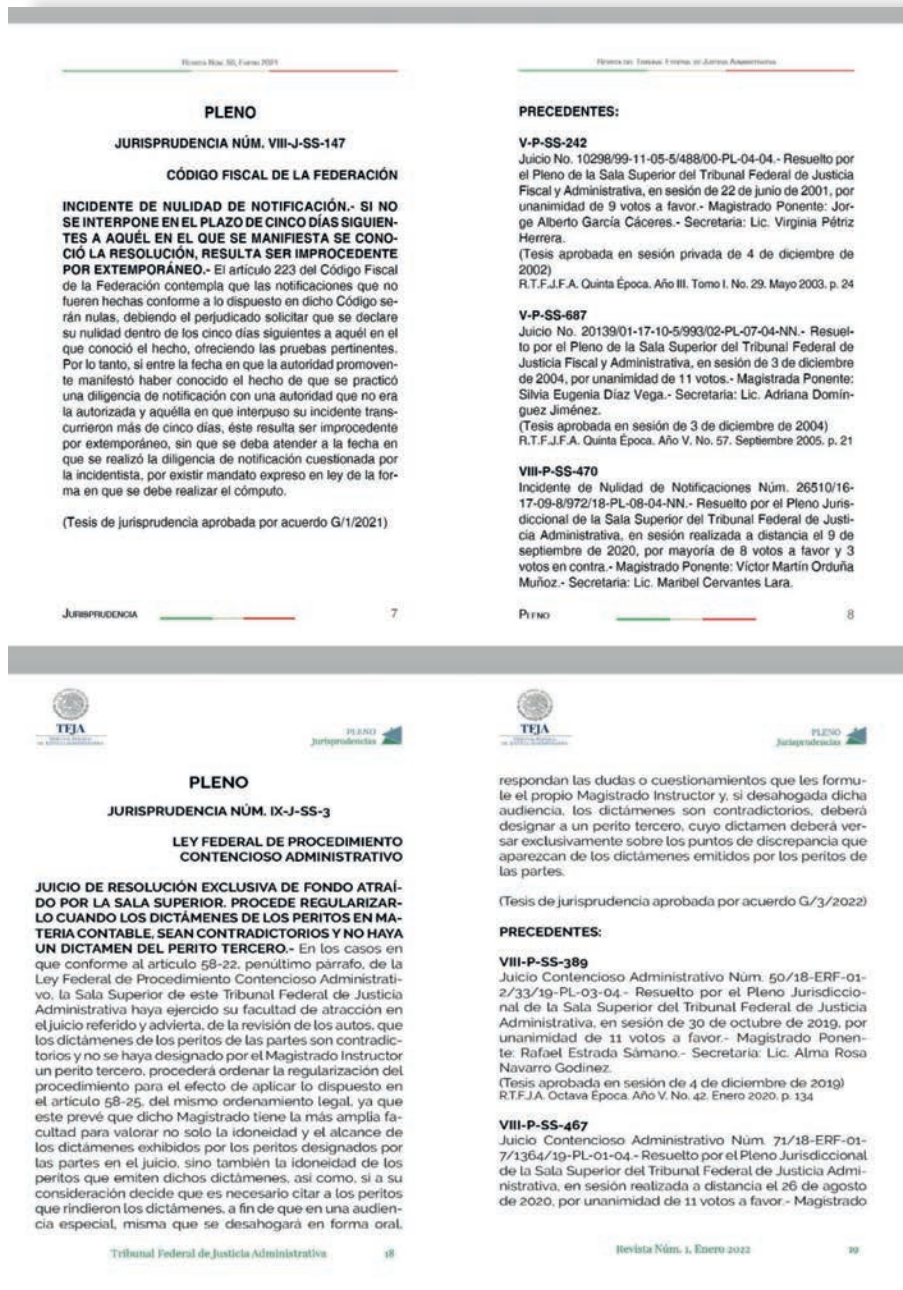 Revista Núm. 50, Enero 2021
PLENO
JURISPRUDENCIA NÚM. VIII-J-SS-147
CÓDIGO FISCAL DE LA FEDERACIÓN
INCIDENTE DE NULIDAD DE NOTIFICACIÓN.- SI NO
SE INTERPONE EN EL PLAZO DE CINCO DÍAS SIGUIEN-
TES A AQUÉL EN EL QUE SE MANIFIESTA SE CONO-
CIÓ LA RESOLUCIÓN, RESULTA SER IMPROCEDENTE
POR EXTEMPORÁNEO.- El artículo 223 del Código Fiscal
de la Federación contempla que las notificaciones que no
fueren hechas conforme a lo dispuesto en dicho Código se-
rán nulas, debiendo el perjudicado solicitar que se declare
su nulidad dentro de los cinco días siguientes a aquél en el
que conoció el hecho, ofreciendo las pruebas pertinentes.
Por lo tanto, si entre la fecha en que la autoridad promoven-
te manifestó haber conocido el hecho de que se practicó
una diligencia de notificación con una autoridad que no era
la autorizada y aquélla en que interpuso su incidente trans-
currieron más de cinco días, éste resulta ser improcedente
por extemporáneo, sin que se deba atender a la fecha en
que se realizó la diligencia de notificación cuestionada por
la incidentista, por existir mandato expreso en ley de la for-
ma en que se debe realizar el cómputo.
(Tesis de jurisprudencia aprobada por acuerdo G/1/2021)
JURISPRUDENCIA 7
Revista del Tribunal Federal de Justicia Administrativa
PRECEDENTES:
V-P-SS-242
Juicio No. 10298/99-11-05-5/488/00-PL-04-04.- Resuelto por
el Pleno de la Sala Superior del Tribunal Federal de Justicia
Fiscal y Administrativa, en sesión de 22 de junio de 2001, por
unanimidad de 9 votos a favor.- Magistrado Ponente: Jor-
ge Alberto García Cáceres.- Secretaria: Lic. Virginia Pétriz
Herrera.
(Tesis aprobada en sesión privada de 4 de diciembre de
2002)
R.T.F.J.F.A. Quinta Época. Año III. Tomo I. No. 29. Mayo 2003. p. 24
V-P-SS-687
Juicio No. 20139/01-17-10-5/993/02-PL-07-04-NN.- Resuel-
to por el Pleno de la Sala Superior del Tribunal Federal de
Justicia Fiscal y Administrativa, en sesión de 3 de diciembre
de 2004, por unanimidad de 11 votos.- Magistrada Ponente:
Silvia Eugenia Díaz Vega.- Secretaria: Lic. Adriana Domín-
guez Jiménez.
(Tesis aprobada en sesión de 3 de diciembre de 2004)
R.T.F.J.F.A. Quinta Época. Año V. No. 57. Septiembre 2005. p. 21
VIII-P-SS-470
Incidente de Nulidad de Notificaciones Núm. 26510/16-
17-09-8/972/18-PL-08-04-NN.- Resuelto por el Pleno Juris-
diccional de la Sala Superior del Tribunal Federal de Justi-
cia Administrativa, en sesión realizada a distancia el 9 de
septiembre de 2020, por mayoría de 8 votos a favor y 3
votos en contra.- Magistrado Ponente: Víctor Martín Orduña
Muñoz.- Secretaria: Lic. Maribel Cervantes Lara.
PLENO 8
TEJA
PLENO
Jurisprudencias
PLENO
JURISPRUDENCIA NÚM. IX-J-SS-3
LEY FEDERAL DE PROCEDIMIENTO
CONTENCIOSO ADMINISTRATIVO
JUICIO DE RESOLUCIÓN EXCLUSIVA DE FONDO ATRAÍ-
DO POR LA SALA SUPERIOR. PROCEDE REGULARIZAR-
LO CUANDO LOS DICTÁMENES DE LOS PERITOS EN MA-
TERIA CONTABLE, SEAN CONTRADICTORIOS Y NO HAYA
UN DICTAMEN DEL PERITO TERCERO.- En los casos en
que conforme al artículo 58-22, penúltimo párrafo, de la
Ley Federal de Procedimiento Contencioso Administrati-
vo, la Sala Superior de este Tribunal Federal de Justicia
Administrativa haya ejercido su facultad de atracción en
el juicio referido y advierta, de la revisión de los autos, que
los dictámenes de los peritos de las partes son contradic-
torios y no se haya designado por el Magistrado Instructor
un perito tercero, procederá ordenar la regularización del
procedimiento para el efecto de aplicar lo dispuesto en
el artículo 58-25, del mismo ordenamiento legal, ya que
este prevé que dicho Magistrado tiene la más amplia fa-
cultad para valorar no solo la idoneidad y el alcance de
los dictámenes exhibidos por los peritos designados por
las partes en el juicio, sino también la idoneidad de los
peritos que emiten dichos dictámenes, así como, si a su
consideración decide que es necesario citar a los peritos
que rindieron los dictámenes, a fin de que en una audien-
cia especial, misma que se desahogará en forma oral,
Tribunal Federal de Justicia Administrativa 18
TEJA
PLENO
Jurisprudencias
respondan las dudas o cuestionamientos que les formu-
le el propio Magistrado Instructor y, si desahogada dicha
audiencia, los dictámenes son contradictorios, deberá
designar a un perito tercero, cuyo dictamen deberá ver-
sar exclusivamente sobre los puntos de discrepancia que
aparezcan de los dictámenes emitidos por los peritos de
las partes.
(Tesis de jurisprudencia aprobada por acuerdo G/3/2022)
PRECEDENTES:
VIII-P-SS-389
Juicio Contencioso Administrativo Núm. 50/18-ERF-01-
2/33/19-PL-03-04.- Resuelto por el Pleno Jurisdiccio-
nal de la Sala Superior del Tribunal Federal de Justicia
Administrativa, en sesión de 30 de octubre de 2019, por
unanimidad de 11 votos a favor.- Magistrado Ponen-
te: Rafael Estrada Sámano.- Secretaria: Lic. Alma Rosa
Navarro Godínez.
(Tesis aprobada en sesión de 4 de diciembre de 2019)
R.T.F.J.A. Octava Época. Año V. No. 42. Enero 2020. p. 134
VIII-P-SS-467
Juicio Contencioso Administrativo Núm. 71/18-ERF-01-
7/1364/19-PL-01-04.- Resuelto por el Pleno Jurisdiccional
de la Sala Superior del Tribunal Federal de Justicia Admi-
nistrativa, en sesión realizada a distancia el 26 de agosto
de 2020, por unanimidad de 11 votos a favor.- Magistrado
Revista Núm. 1, Enero 2022 19